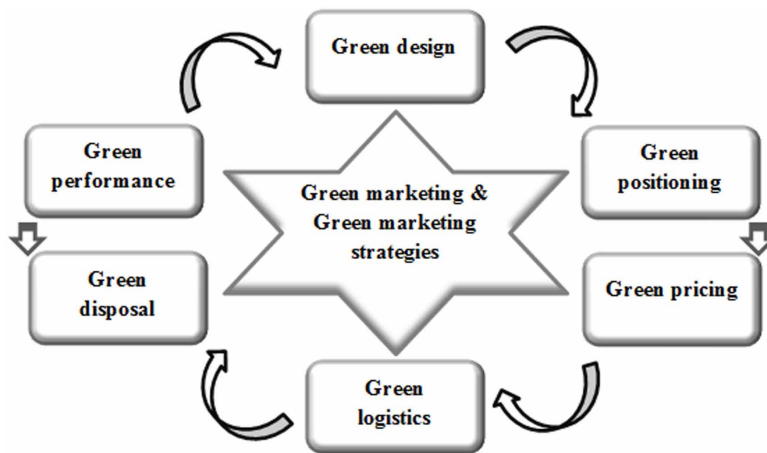 Green design
Green
performance
Green
positioning
Green marketing &
Green marketing
strategies
Green
disposal
Green pricing
Green
logistics